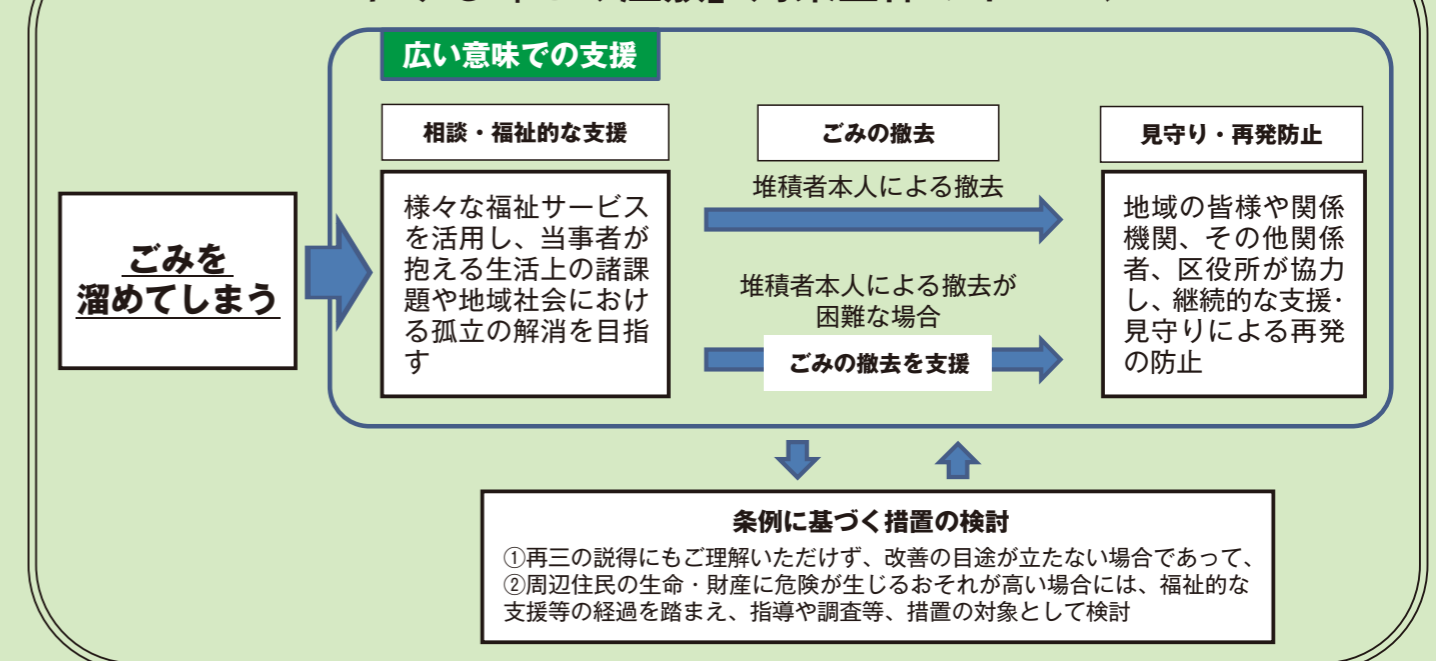 広い意味での支援
ごみを
溜めてしまう
相談・福祉的な支援
様々な福祉サービス
を活用し、当事者が
抱える生活上の諸課
題や地域社会におけ
る孤立の解消を目指
す
ごみの撤去
堆積者本人による撤去
堆積者本人による撤去が
困難な場合
ごみの撤去を支援
見守り・再発防止
地域の皆様や関係
機関、その他関係
者、区役所が協力
し、継続的な支援・
見守りによる再発
の防止
条例に基づく措置の検討
①再三の説得にもご理解いただけず、改善の目途が立たない場合であって、
②周辺住民の生命・財産に危険が生じるおそれが高い場合には、福祉的な
支援等の経過を踏まえ、指導や調査等、措置の対象として検討